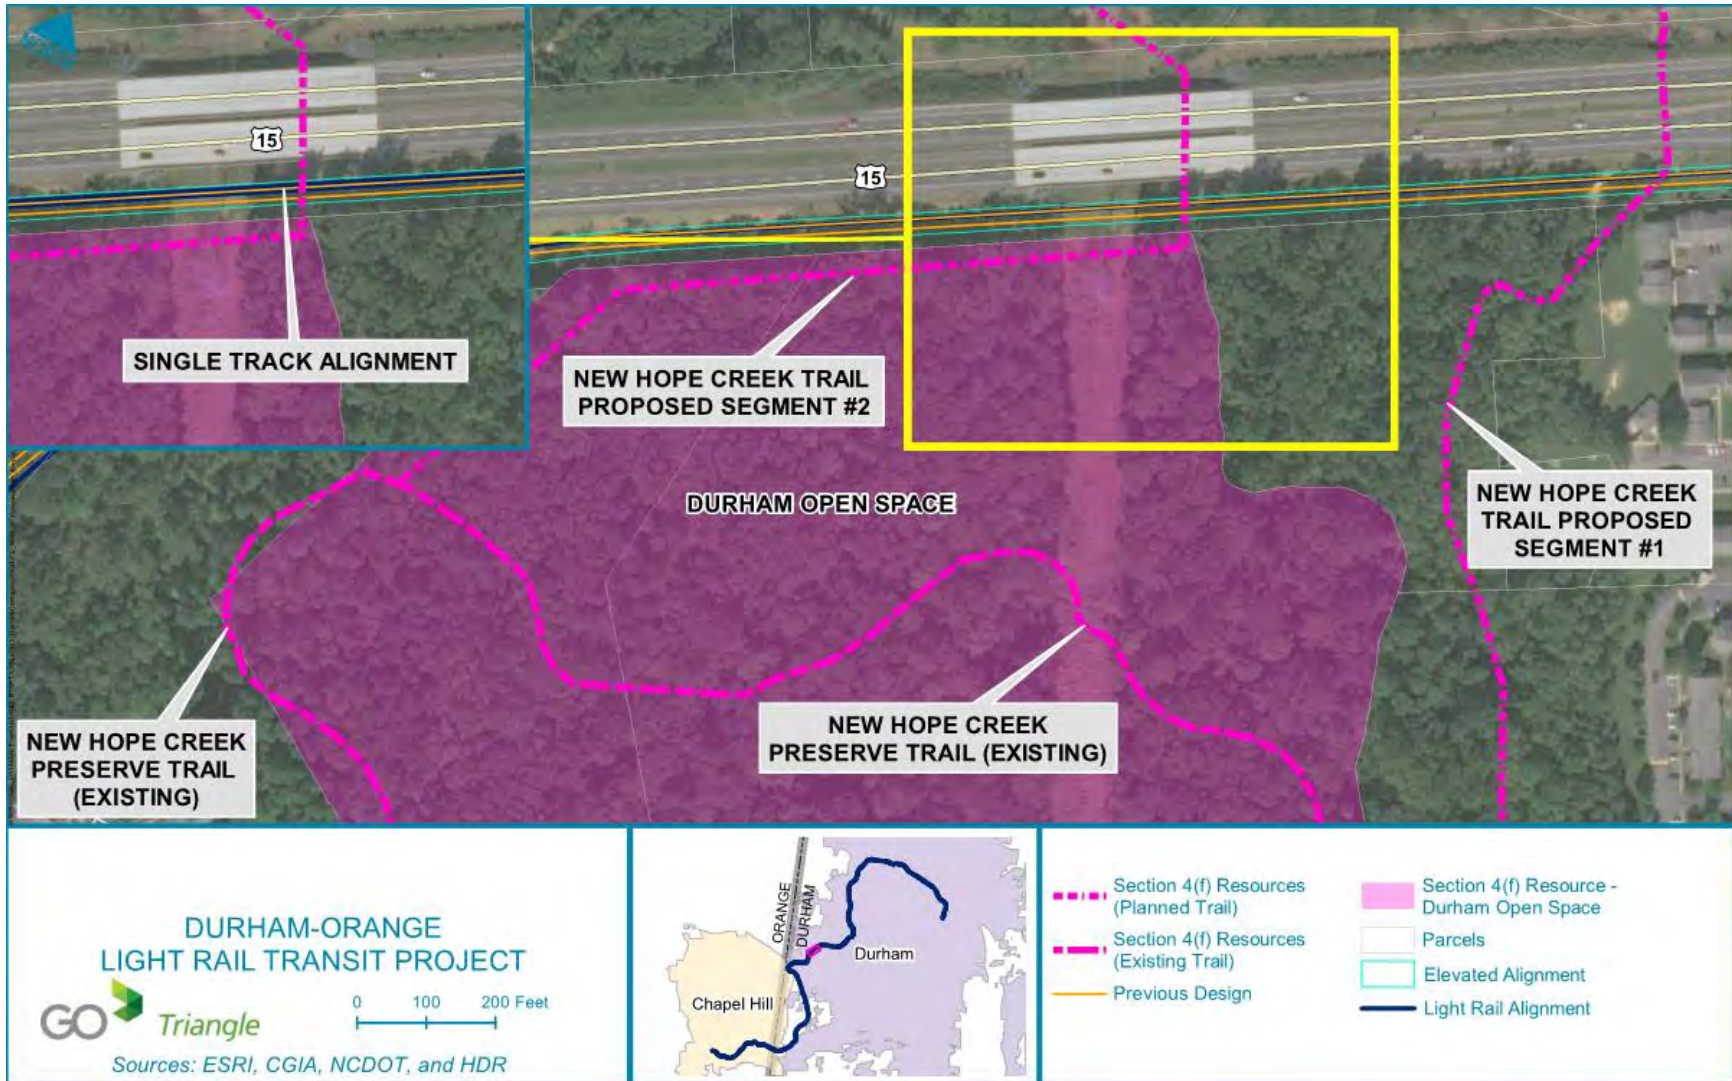 NORTH
15
SINGLE TRACK ALIGNMENT
15
NEW HOPE CREEK TRAIL
PROPOSED SEGMENT #2
DURHAM OPEN SPACE
NEW HOPE CREEK
TRAIL PROPOSED
SEGMENT #1
NEW HOPE CREEK
PRESERVE TRAIL
(EXISTING)
NEW HOPE CREEK
PRESERVE TRAIL (EXISTING)
DURHAM-ORANGE
LIGHT RAIL TRANSIT PROJECT
GO Triangle
0 100 200 Feet
Sources: ESRI, CGIA, NCDOT, and HDR
ORANGE
DURHAM
Durham
Chapel Hill
Section 4(f) Resources
(Planned Trail)
Section 4(f) Resources
(Existing Trail)
Previous Design
Section 4(f) Resource -
Durham Open Space
Parcels
Elevated Alignment
Light Rail Alignment